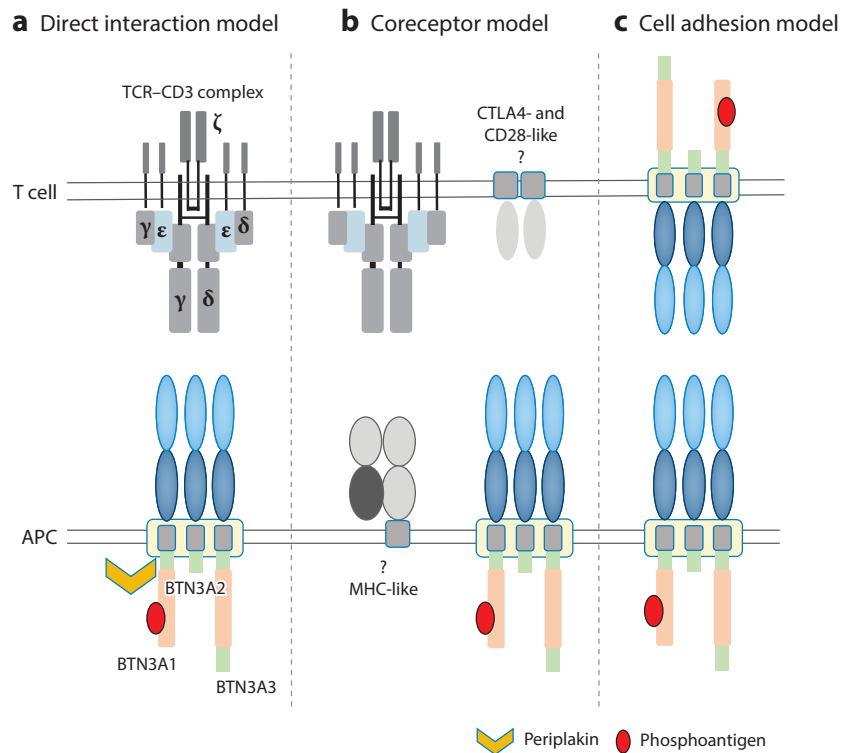 a Direct interaction model
b Coreceptor model
c Cell adhesion model
TCR–CD3 complex
ζ
CTLA4- and
CD28-like
?
T cell
γ
ε
ε
δ
γ
δ
APC
?
MHC-like
BTN3A2
BTN3A1
BTN3A3
Periplakin
Phosphoantigen